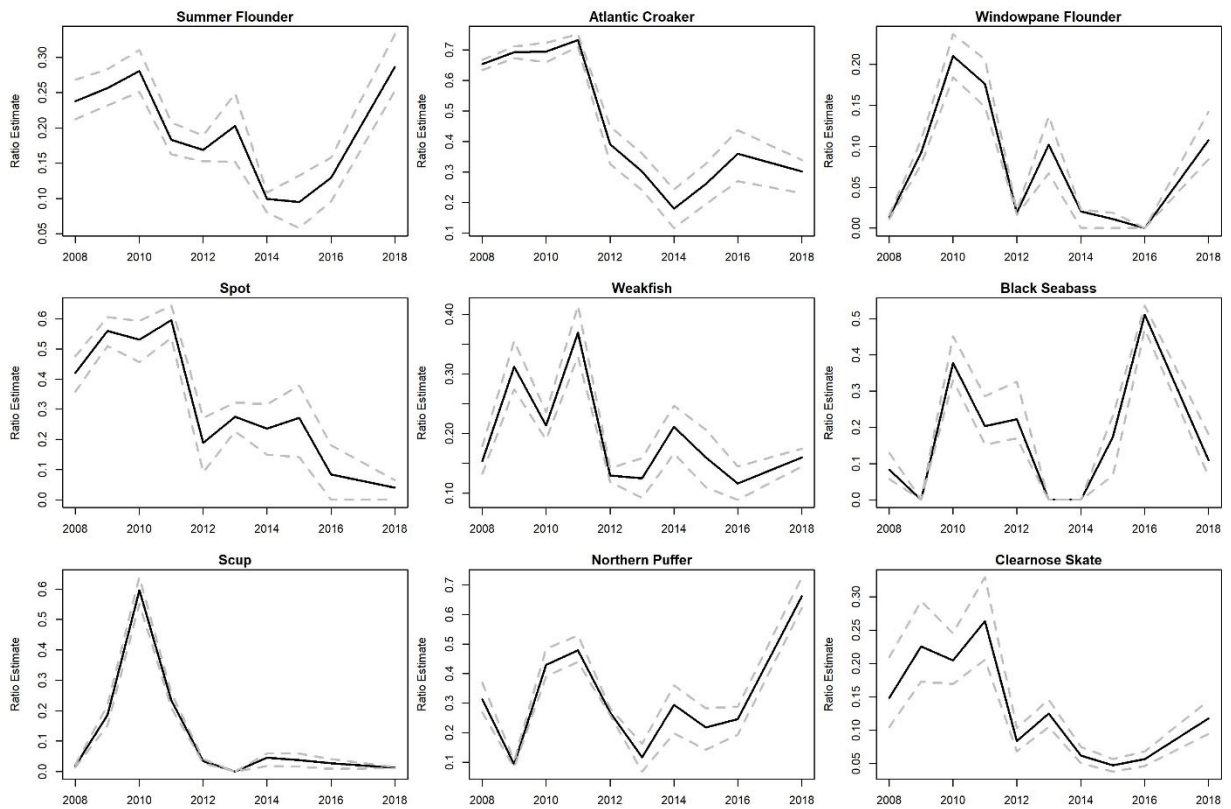 Summer Flounder
Ratio Estimate
0.05 0.10 0.15 0.20 0.25 0.30
2008 2010 2012 2014 2016 2018
Atlantic Croaker
Ratio Estimate
0.1 0.2 0.3 0.4 0.5 0.6 0.7
2008 2010 2012 2014 2016 2018
Windowpane Flounder
Ratio Estimate
0.00 0.05 0.10 0.15 0.20
2008 2010 2012 2014 2016 2018
Spot
Ratio Estimate
0.0 0.1 0.2 0.3 0.4 0.5 0.6
2008 2010 2012 2014 2016 2018
Weakfish
Ratio Estimate
0.10 0.20 0.30 0.40
2008 2010 2012 2014 2016 2018
Black Seabass
Ratio Estimate
0.0 0.1 0.2 0.3 0.4 0.5
2008 2010 2012 2014 2016 2018
Scup
Ratio Estimate
0.0 0.1 0.2 0.3 0.4 0.5 0.6
2008 2010 2012 2014 2016 2018
Northern Puffer
Ratio Estimate
0.1 0.2 0.3 0.4 0.5 0.6 0.7
2008 2010 2012 2014 2016 2018
Clearnose Skate
Ratio Estimate
0.05 0.10 0.15 0.20 0.25 0.30
2008 2010 2012 2014 2016 2018